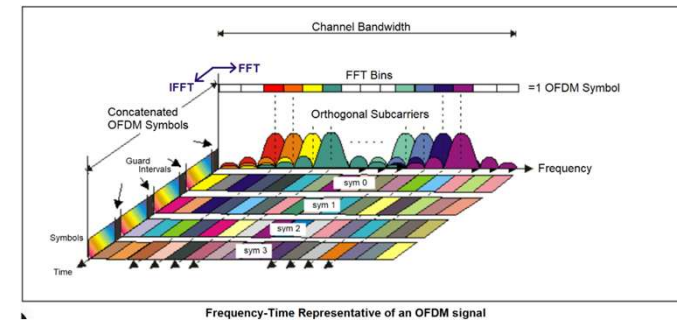 Channel Bandwidth
IFFT
FFT
FFT Bins
=1 OFDM Symbol
Concatenated
OFDM Symbols
Orthogonal Subcarriers
Guard
Intervals
Frequency
sym 0
sym 1
sym 2
sym 3
Symbols
Time
Frequency-Time Representative of an OFDM signal